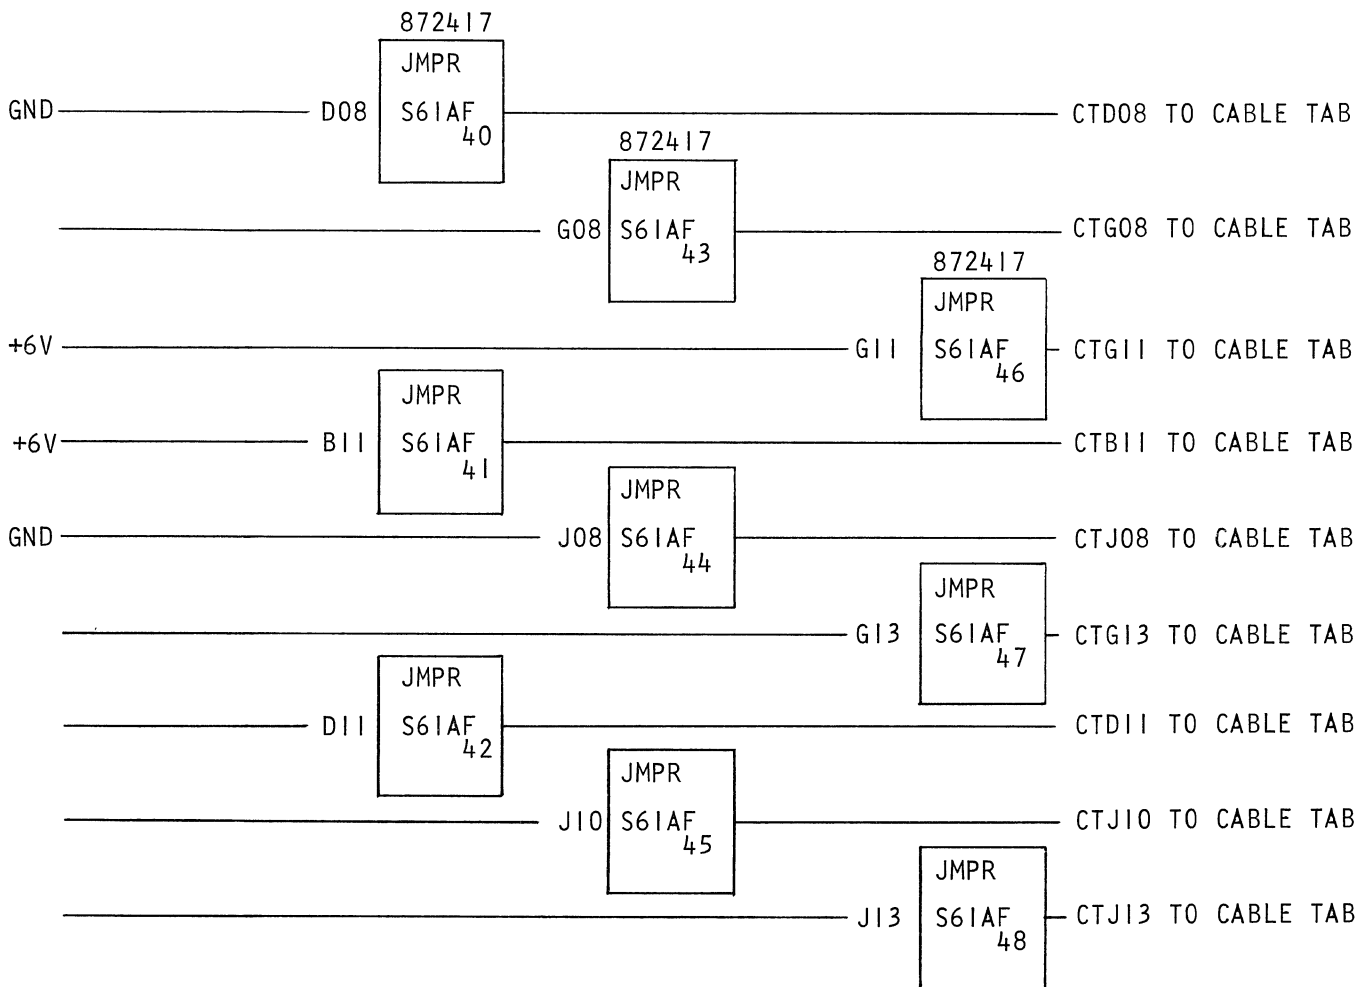 872417
JMPR
GND D08 S61AF CTD08 TO CABLE TAB
40
872417
JMPR
G08 S61AF CTG08 TO CABLE TAB
43
872417
JMPR
+6V G11 S61AF CTG11 TO CABLE TAB
46
JMPR
+6V B11 S61AF CTB11 TO CABLE TAB
41
JMPR
GND J08 S61AF CTJ08 TO CABLE TAB
44
JMPR
G13 S61AF CTG13 TO CABLE TAB
47
JMPR
D11 S61AF CTD11 TO CABLE TAB
42
JMPR
J10 S61AF CTJ10 TO CABLE TAB
45
JMPR
J13 S61AF CTJ13 TO CABLE TAB
48